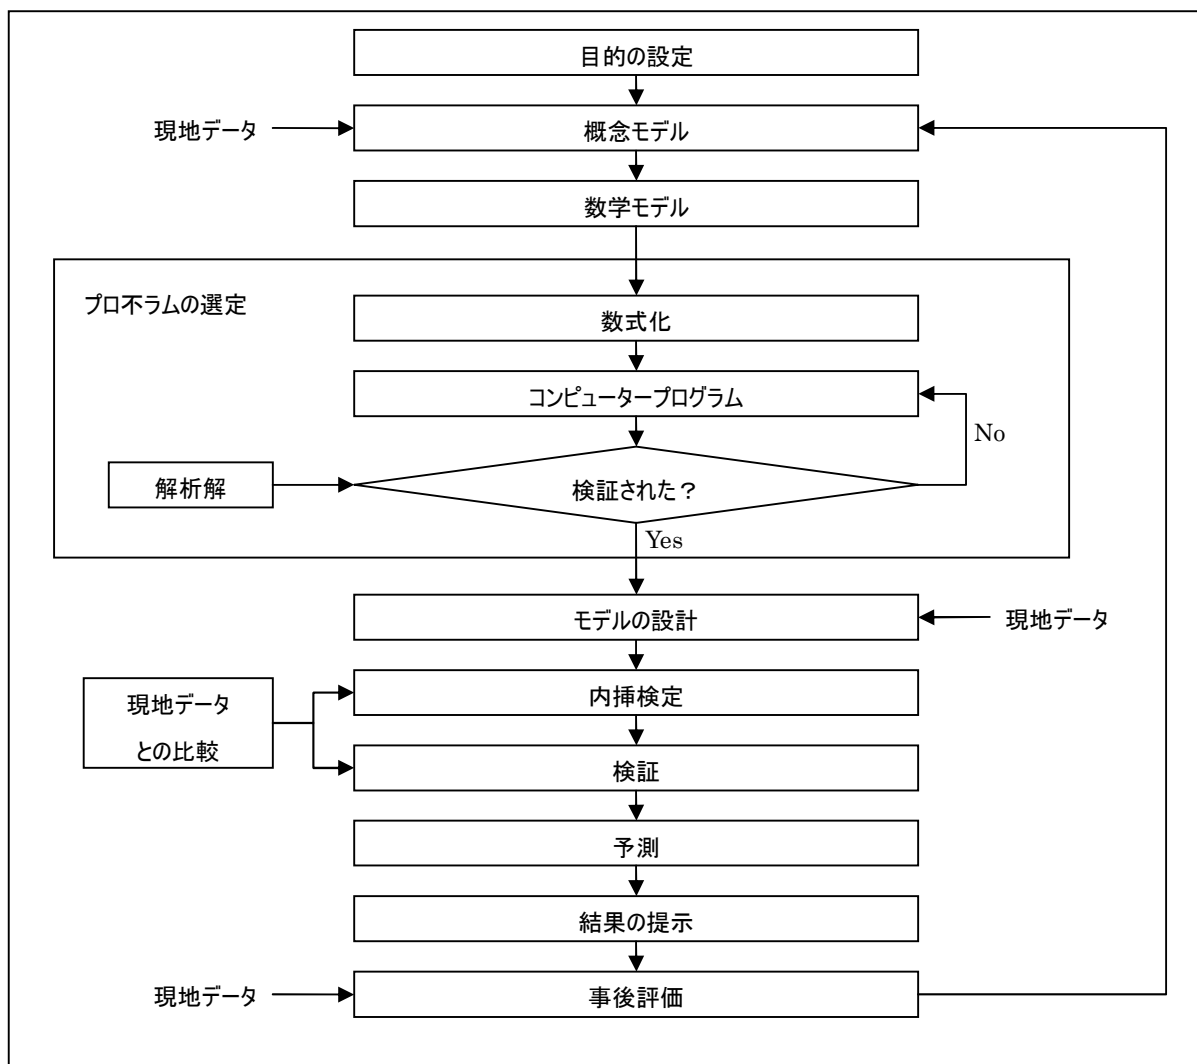 目的の設定
現地データ
概念モデル
数学モデル
プロ不ラムの選定
数式化
コンピュータープログラム
No
解析解
検証された？
Yes
モデルの設計
現地データ
内挿検定
現地データ
との比較
検証
予測
結果の提示
現地データ
事後評価